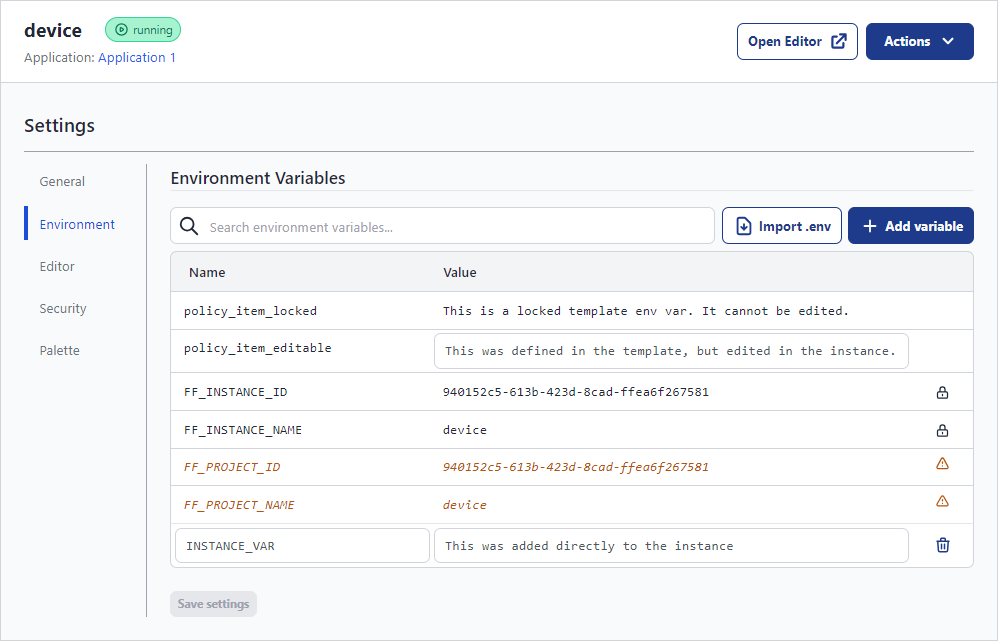 device running
Application: Application 1
Open Editor
Actions
Settings
General
Environment
Editor
Security
Palette
Environment Variables
Search environment variables...
Import .env
Add variable
Name Value
policy_item_locked This is a locked template env var. It cannot be edited.
policy_item_editable This was defined in the template, but edited in the instance.
FF_INSTANCE_ID 940152c5-613b-423d-8cad-ffea6f267581
FF_INSTANCE_NAME device
FF_PROJECT_ID 940152c5-613b-423d-8cad-ffea6f267581
FF_PROJECT_NAME device
INSTANCE_VAR This was added directly to the instance
Save settings